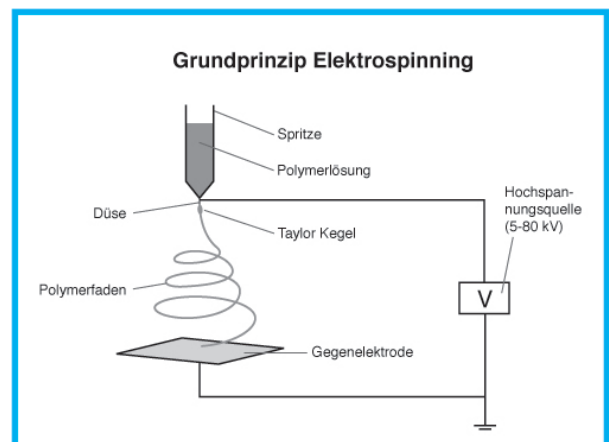 Grundprinzip Elektrospinning
Spritze
Polymerlösung
Hochspan-
nungsquelle
(5-80 kV)
Düse
Taylor Kegel
Polymerfaden
V
Gegenelektrode